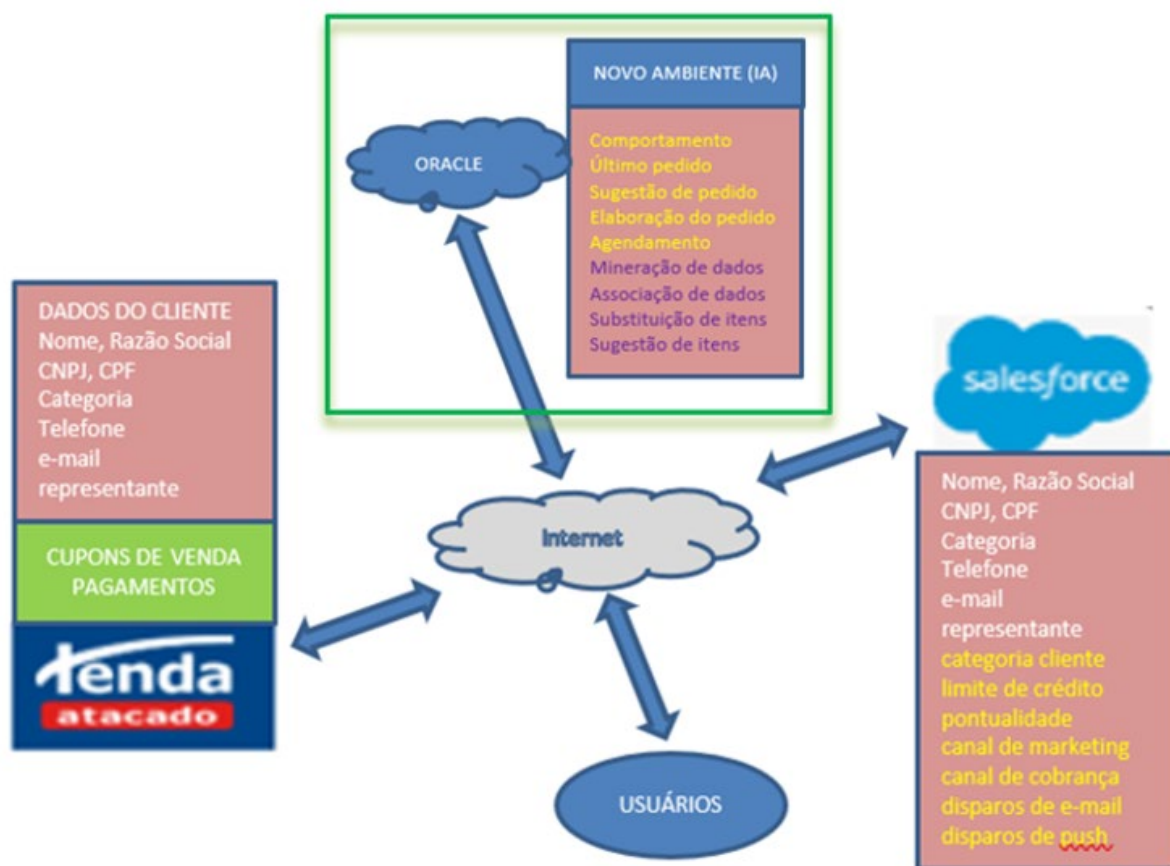 NOVO AMBIENTE (IA)
ORACLE
Comportamento
Último pedido
Sugestão de pedido
Elaboração do pedido
Agendamento
Mineração de dados
Associação de dados
Substituição de itens
Sugestão de itens
DADOS DO CLIENTE
Nome, Razão Social
CNPJ, CPF
Categoria
Telefone
e-mail
representante
CUPONS DE VENDA
PAGAMENTOS
tenda
atacado
Internet
USUÁRIOS
salesforce
Nome, Razão Social
CNPJ, CPF
Categoria
Telefone
e-mail
representante
categoria cliente
limite de crédito
pontualidade
canal de marketing
canal de cobrança
disparos de e-mail
disparos de push